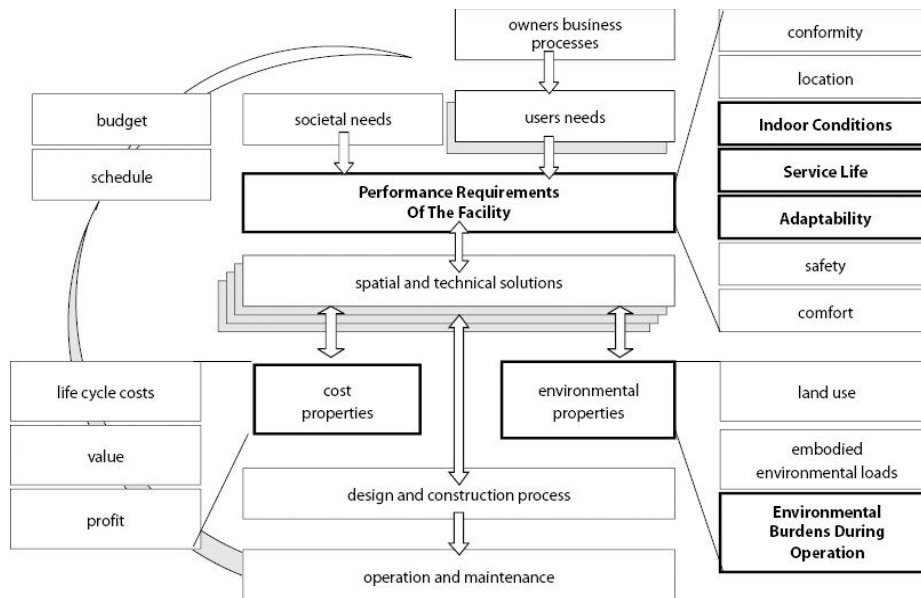 owners business
processes
conformity
location
budget
societal needs
users needs
Indoor Conditions
schedule
Service Life
Performance Requirements
Of The Facility
Adaptability
spatial and technical solutions
safety
comfort
life cycle costs
cost
properties
environmental
properties
land use
value
embodied
environmental loads
profit
design and construction process
Environmental
Burdens During
Operation
operation and maintenance